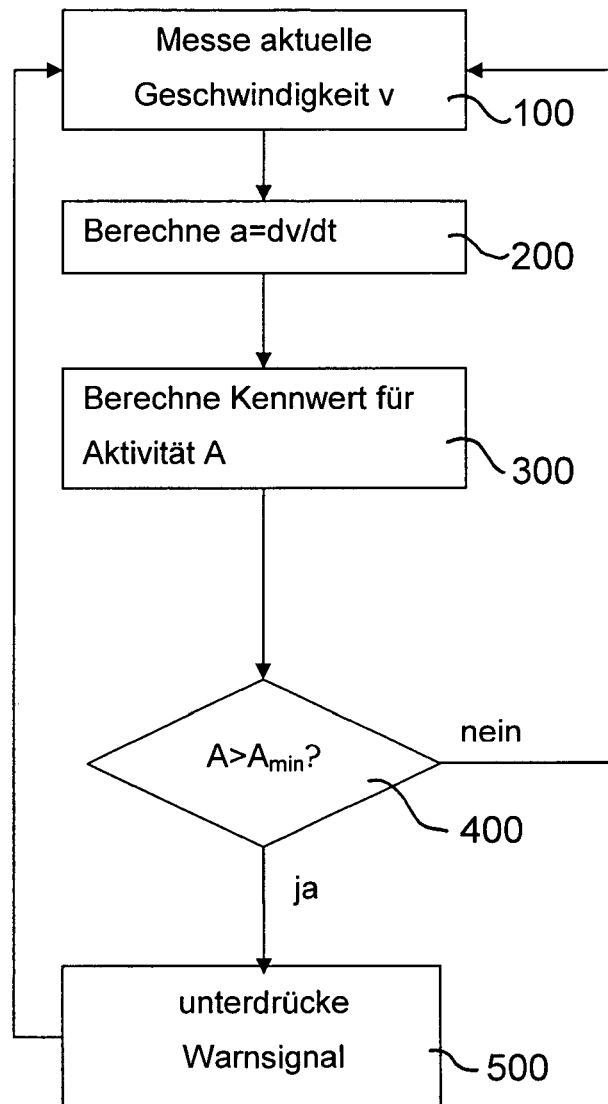 Messe aktuelle
Geschwindigkeit v
100
Berechne a=dv/dt
200
Berechne Kennwert für
Aktivität A
300
A>Amin?
nein
400
ja
unterdrücke
Warnsignal
500